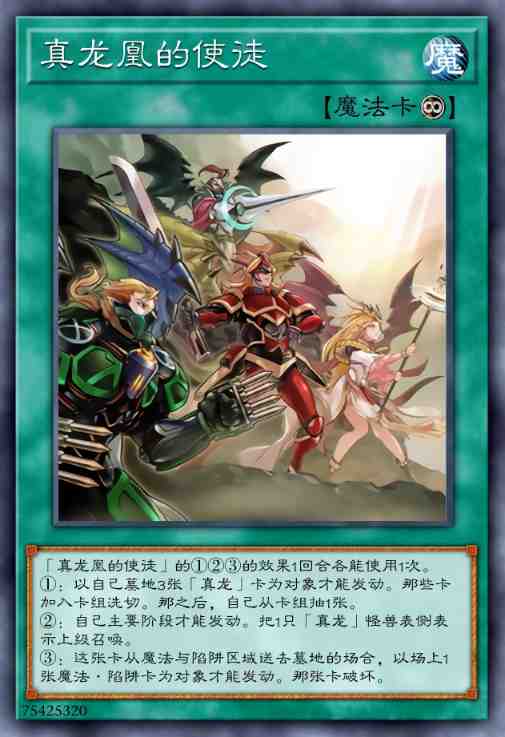 真龙凰的使徒
魔
【魔法卡】
「真龙凰的使徒」的①②③的效果1回合各能使用1次。
①：以自己墓地3张「真龙」卡为对象才能发动。那些卡
加入卡组洗切。那之后，自己从卡组抽1张。
②：自己主要阶段才能发动。把1只「真龙」怪兽表侧表
示上级召唤。
③：这张卡从魔法与陷阱区域送去墓地的场合，以场上1
张魔法·陷阱卡为对象才能发动。那张卡破坏。
75425320